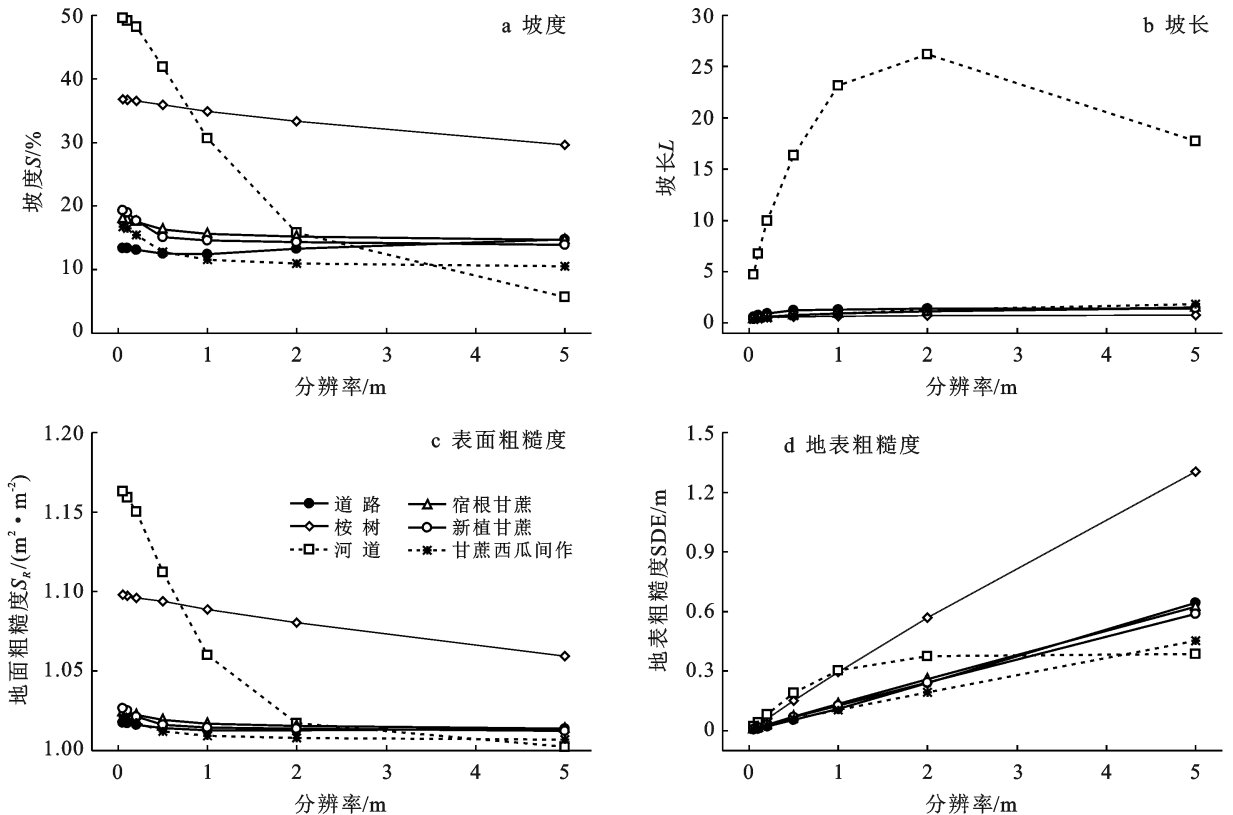 a 坡度
坡度S/%
50
40
30
20
10
0
0 1 2 3 4 5
分辨率/m
b 坡长
坡长L
30
25
20
15
10
5
0
0 1 2 3 4 5
分辨率/m
c 表面粗糙度
地面粗糙度S_R/(m²·m⁻²)
1.20
1.15
1.10
1.05
1.00
道路 宿根甘蔗
桉树 新植甘蔗
河道 甘蔗西瓜间作
0 1 2 3 4 5
分辨率/m
d 地表粗糙度
地表粗糙度SDE/m
1.5
1.2
0.9
0.6
0.3
0
0 1 2 3 4 5
分辨率/m